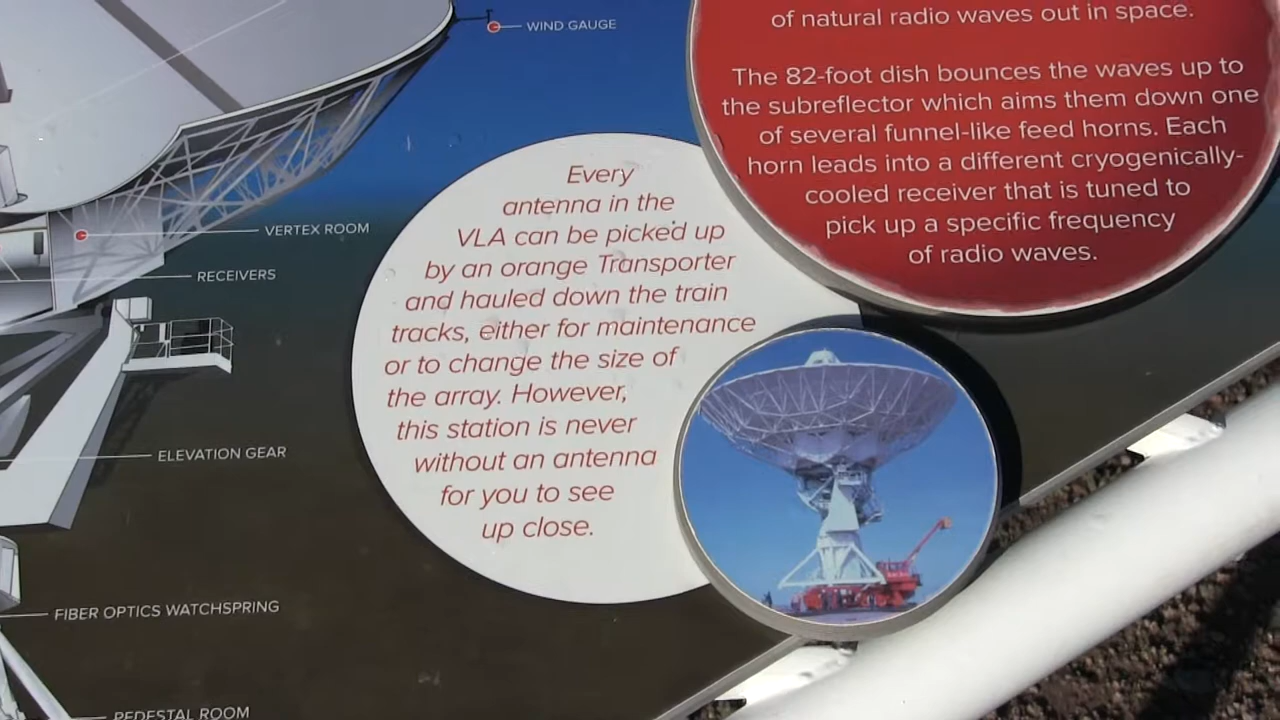 WIND GAUGE
of natural radio waves out in space.
The 82-foot dish bounces the waves up to
the subreflector which aims them down one
of several funnel-like feed horns. Each
horn leads into a different cryogenically-
cooled receiver that is tuned to
pick up a specific frequency
of radio waves.
Every
antenna in the
VLA can be picked up
by an orange Transporter
and hauled down the train
tracks, either for maintenance
or to change the size of
the array. However,
this station is never
without an antenna
for you to see
up close.
VERTEX ROOM
RECEIVERS
ELEVATION GEAR
FIBER OPTICS WATCHSPRING
PEDESTAL ROOM